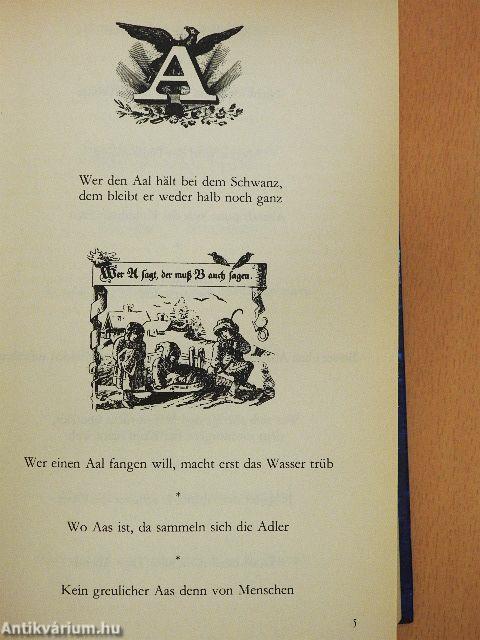 A
Wer den Aal hält bei dem Schwanz,
dem bleibt er weder halb noch ganz
Wer A sagt, der muß B auch sagen.
Wer einen Aal fangen will, macht erst das Wasser trüb
*
Wo Aas ist, da sammeln sich die Adler
*
Kein greulicher Aas denn von Menschen
5
Antikvárium.hu